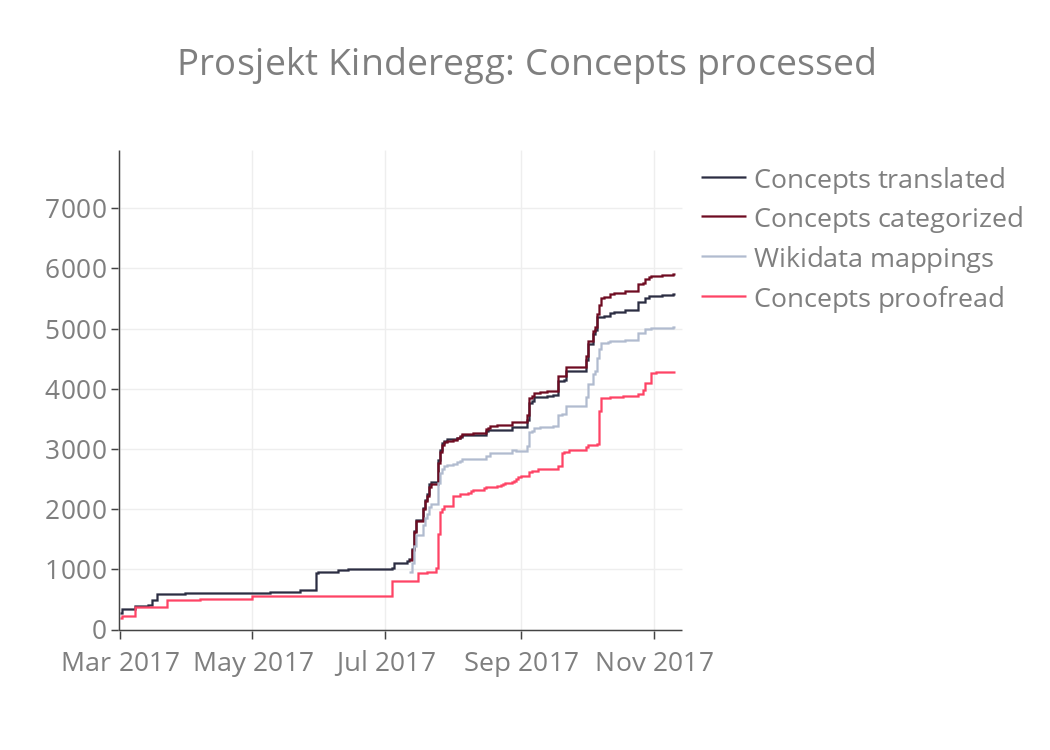 Prosjekt Kinderegg: Concepts processed
Concepts translated
Concepts categorized
Wikidata mappings
Concepts proofread
7000
6000
5000
4000
3000
2000
1000
0
Mar 2017 May 2017 Jul 2017 Sep 2017 Nov 2017